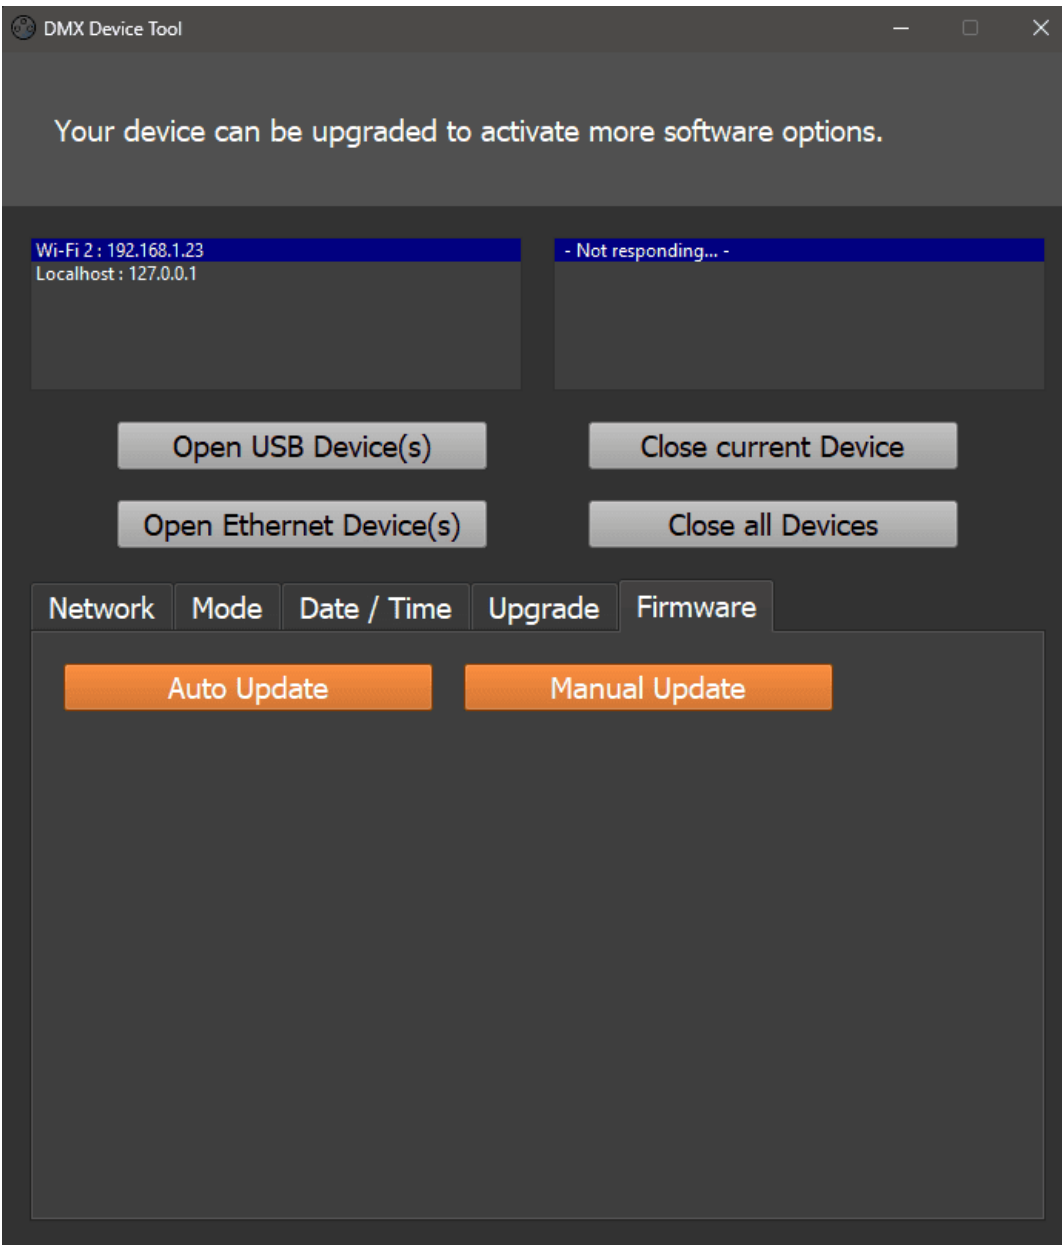 DMX Device Tool
Your device can be upgraded to activate more software options.
Wi-Fi 2 : 192.168.1.23
Localhost : 127.0.0.1
- Not responding... -
Open USB Device(s)
Close current Device
Open Ethernet Device(s)
Close all Devices
Network Mode Date / Time Upgrade Firmware
Auto Update
Manual Update